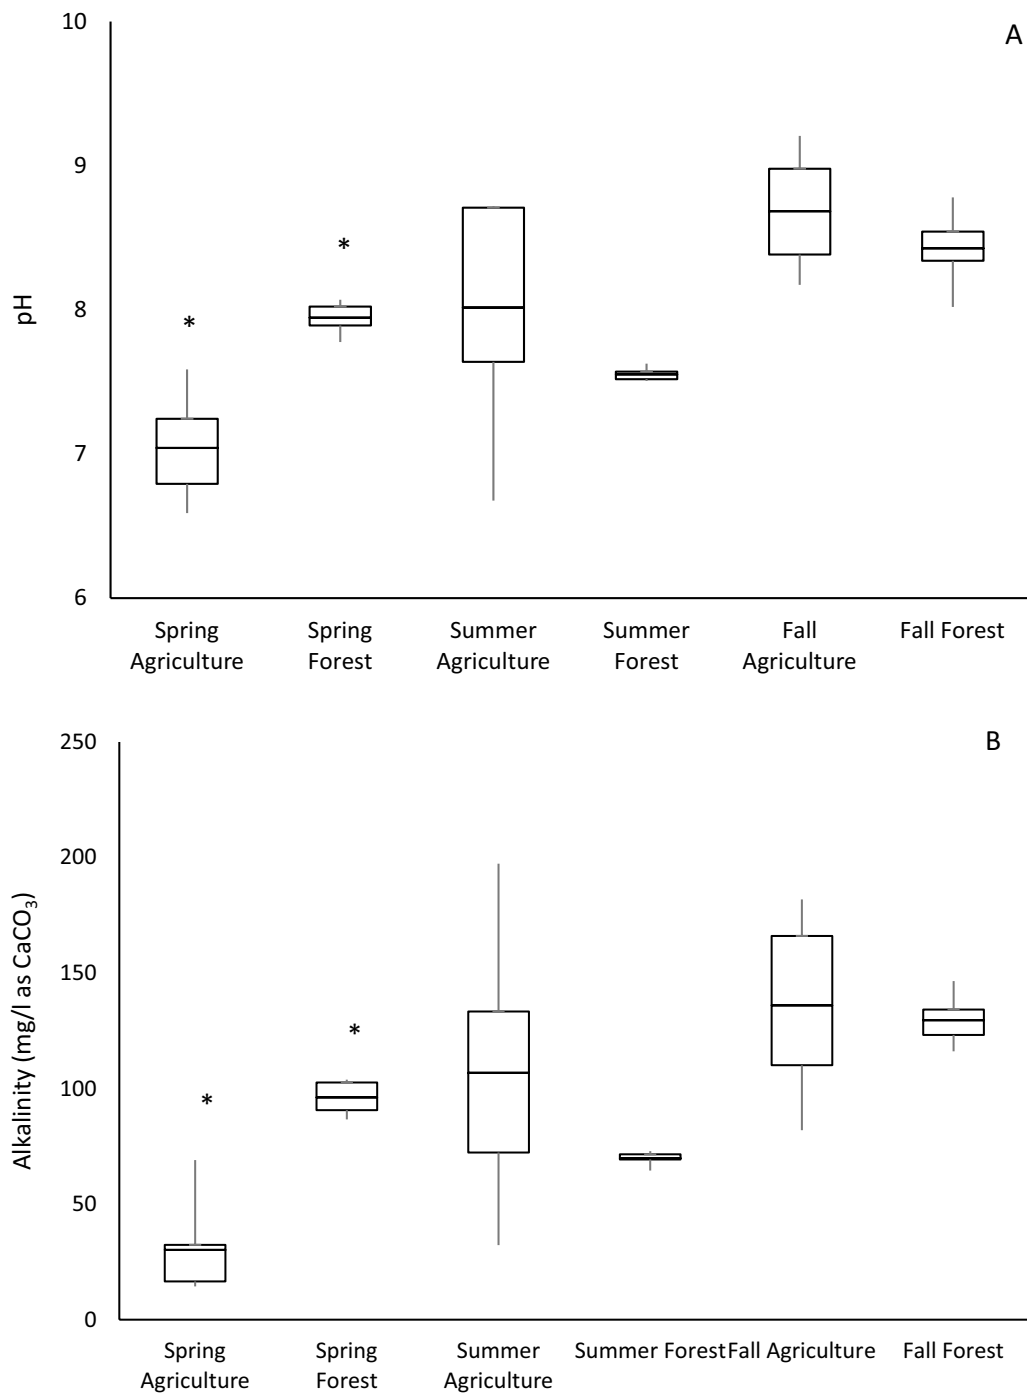 A
10
9
8
7
6
pH
*
*
Spring
Agriculture
Spring
Forest
Summer
Agriculture
Summer
Forest
Fall
Agriculture
Fall Forest
B
250
200
150
100
50
0
Alkalinity (mg/l as CaCO₃)
*
*
Spring
Agriculture
Spring
Forest
Summer
Agriculture
Summer Forest
Fall Agriculture
Fall Forest